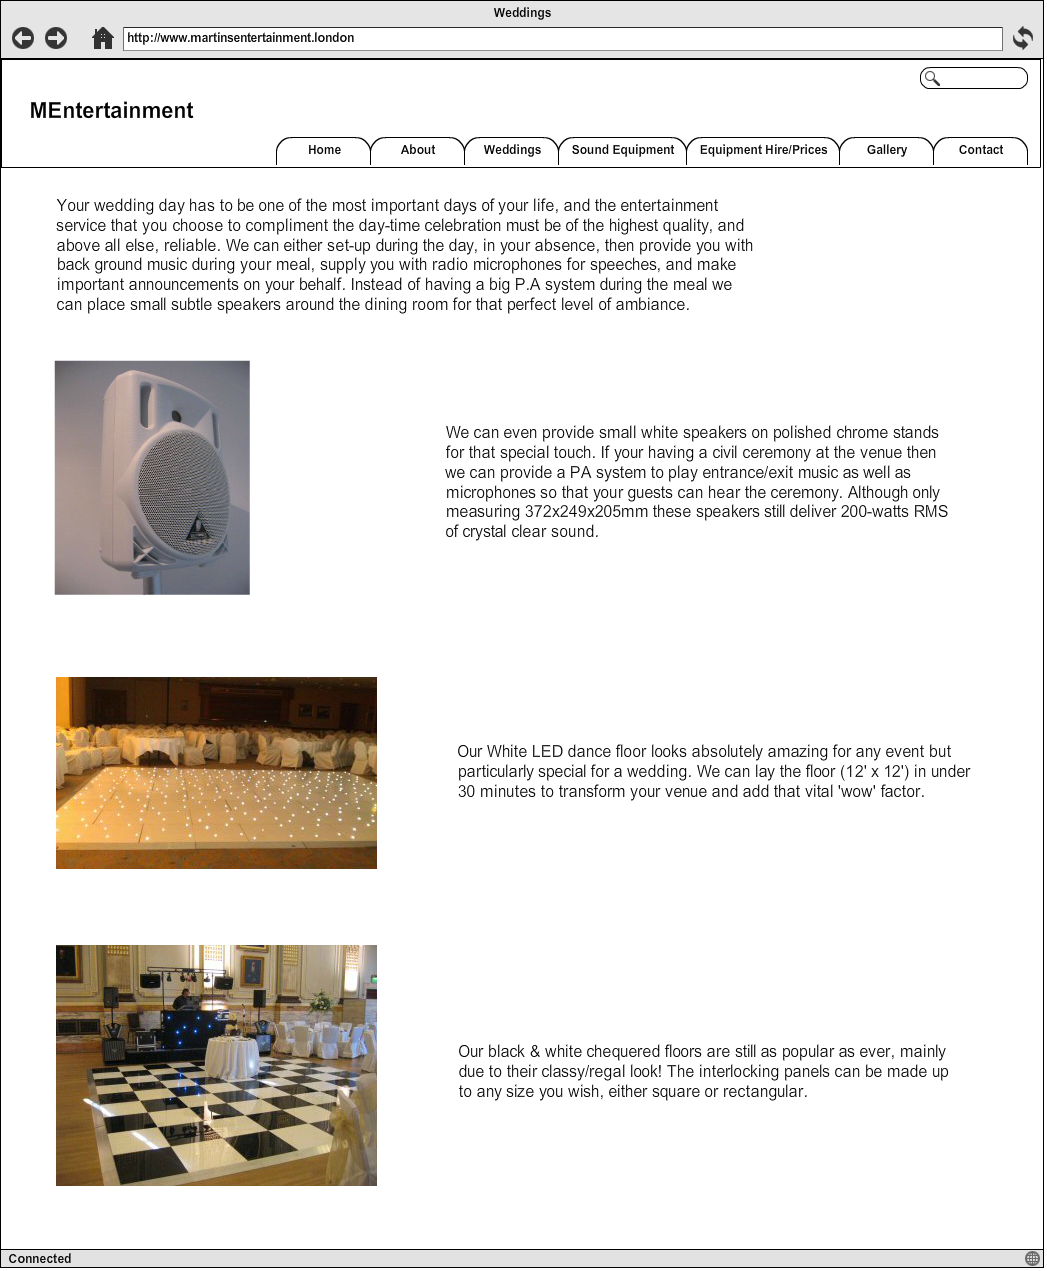 Weddings
http://www.martinsentertainment.london
MEntertainment
Home About Weddings Sound Equipment Equipment Hire/Prices Gallery Contact
Your wedding day has to be one of the most important days of your life, and the entertainment
service that you choose to compliment the day-time celebration must be of the highest quality, and
above all else, reliable. We can either set-up during the day, in your absence, then provide you with
back ground music during your meal, supply you with radio microphones for speeches, and make
important announcements on your behalf. Instead of having a big P.A system during the meal we
can place small subtle speakers around the dining room for that perfect level of ambiance.
We can even provide small white speakers on polished chrome stands
for that special touch. If your having a civil ceremony at the venue then
we can provide a PA system to play entrance/exit music as well as
microphones so that your guests can hear the ceremony. Although only
measuring 372x249x205mm these speakers still deliver 200-watts RMS
of crystal clear sound.
Our White LED dance floor looks absolutely amazing for any event but
particularly special for a wedding. We can lay the floor (12' x 12') in under
30 minutes to transform your venue and add that vital 'wow' factor.
Our black & white chequered floors are still as popular as ever, mainly
due to their classy/regal look! The interlocking panels can be made up
to any size you wish, either square or rectangular.
Connected